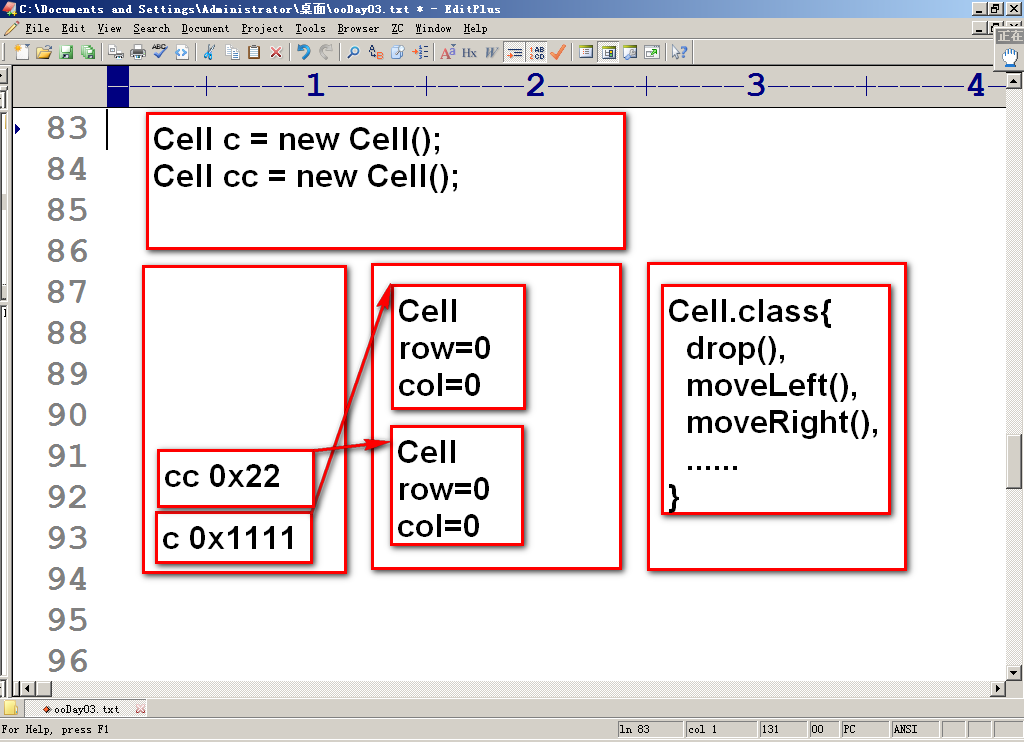 C:\Documents and Settings\Administrator\桌面\ooDay03.txt * - EditPlus
File Edit View Search Document Project Tools Browser ZC Window Help
正在
1 2 3 4
83
84
85
86
87
88
89
90
91
92
93
94
95
96
Cell c = new Cell();
Cell cc = new Cell();
cc 0x22
c 0x1111
Cell
row=0
col=0
Cell
row=0
col=0
Cell.class{
drop(),
moveLeft(),
moveRight(),
......
}
ooDay03.txt
For Help, press F1
ln 83
col 1
131
00
PC
ANSI